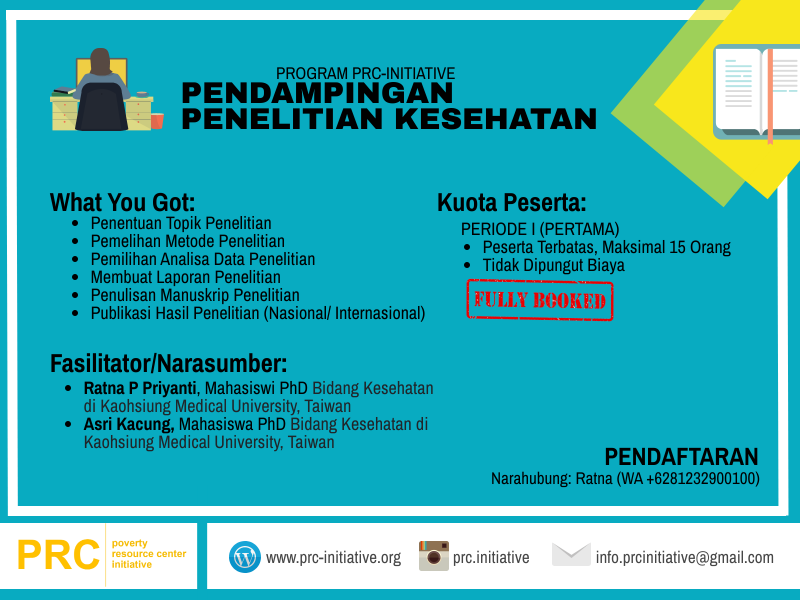 PROGRAM PRC-INITIATIVE
PENDAMPINGAN
PENELITIAN KESEHATAN
What You Got:
• Penentuan Topik Penelitian
• Pemelihan Metode Penelitian
• Pemilihan Analisa Data Penelitian
• Membuat Laporan Penelitian
• Penulisan Manuskrip Penelitian
• Publikasi Hasil Penelitian (Nasional/ Internasional)
Kuota Peserta:
PERIODE I (PERTAMA)
• Peserta Terbatas, Maksimal 15 Orang
• Tidak Dipungut Biaya
FULLY BOOKED
Fasilitator/Narasumber:
• Ratna P Priyanti, Mahasiswi PhD Bidang Kesehatan
di Kaohsiung Medical University, Taiwan
• Asri Kacung, Mahasiswa PhD Bidang Kesehatan di
Kaohsiung Medical University, Taiwan
PENDAFTARAN
Narahubung: Ratna (WA +6281232900100)
PRC
poverty
resource center
initiative
www.prc-initiative.org
prc.initiative
info.prcinitiative@gmail.com